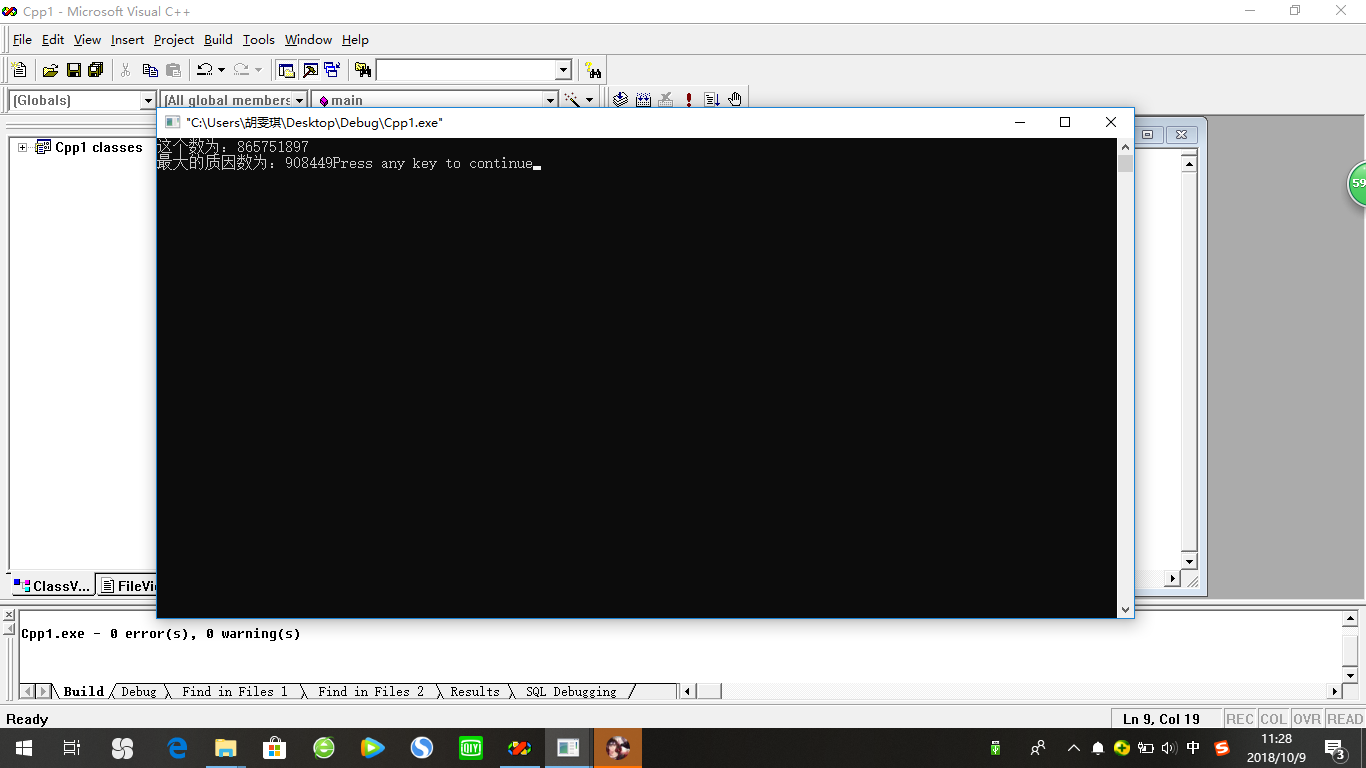 Cpp1 - Microsoft Visual C++
File Edit View Insert Project Build Tools Window Help
(Globals) (All global members main
"C:\Users\胡雯琪\Desktop\Debug\Cpp1.exe"
Cpp1 classes
这个数为：865751897
最大的质因数为：908449Press any key to continue
59
ClassV... FileVi
Cpp1.exe - 0 error(s), 0 warning(s)
Build Debug Find in Files 1 Find in Files 2 Results SQL Debugging
Ready Ln 9, Col 19 REC COL OVR READ
QIY 中 S 11:28
2018/10/9 3